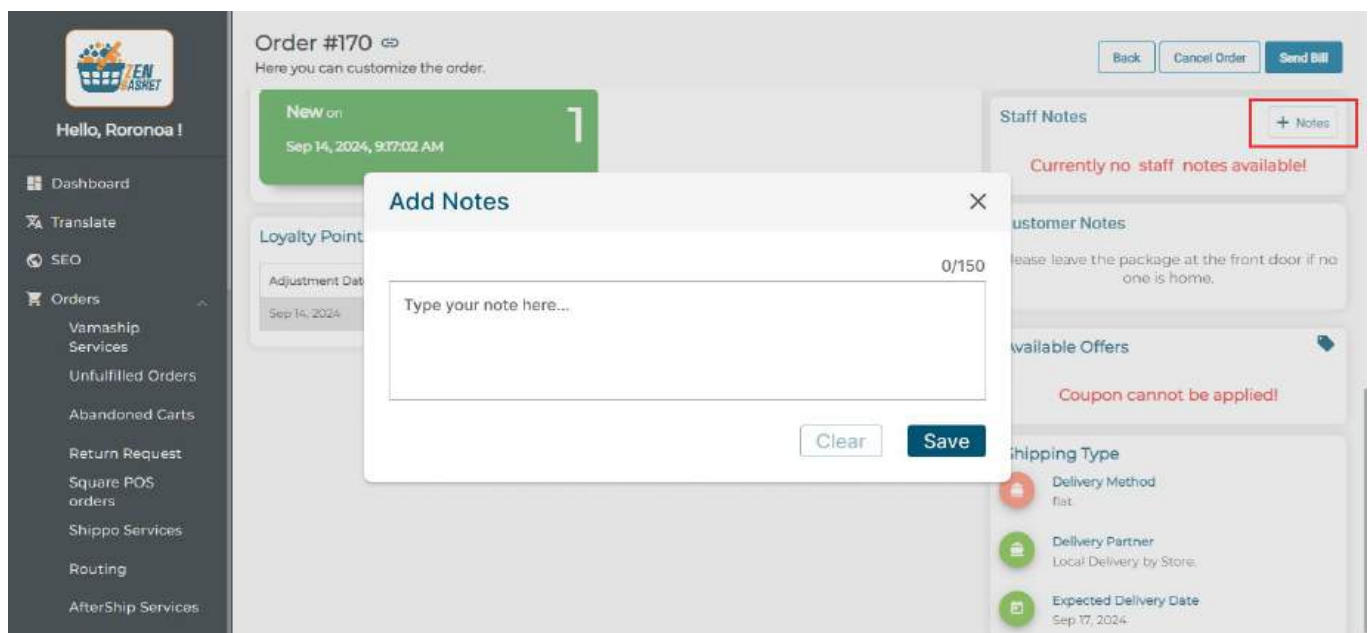 ZEN
BASKET
Hello, Roronoa !
Dashboard
Translate
SEO
Orders
Vamaship
Services
Unfulfilled Orders
Abandoned Carts
Return Request
Square POS
orders
Shippo Services
Routing
AfterShip Services
Order #170
Here you can customize the order.
Back
Cancel Order
Send Bill
New on
Sep 14, 2024, 9:17:02 AM
1
Loyalty Point
Adjustment Dat
Sep 14, 2024
Add Notes
0/150
Type your note here...
Clear
Save
Staff Notes
+ Notes
Currently no staff notes available!
ustomer Notes
lease leave the package at the front door if no
one is home.
Available Offers
Coupon cannot be applied!
hipping Type
Delivery Method
flat
Delivery Partner
Local Delivery by Store.
Expected Delivery Date
Sep 17, 2024